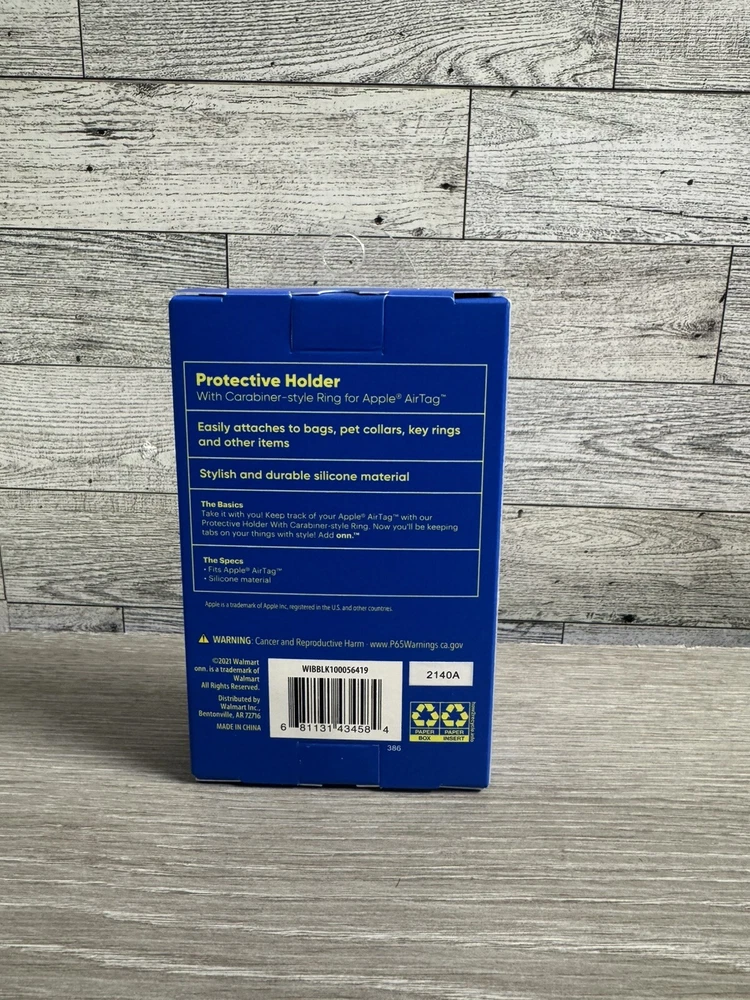 Protective Holder
With Carabiner-style Ring for Apple® AirTag™
Easily attaches to bags, pet collars, key rings
and other items
Stylish and durable silicone material
The Basics
Take it with you! Keep track of your Apple® AirTag™ with our
Protective Holder With Carabiner-style Ring. Now you'll be keeping
tabs on your things with style! Add onn.™
The Specs
• Fits Apple® AirTag™
• Silicone material
Apple is a trademark of Apple Inc, registered in the U.S. and other countries.
WARNING: Cancer and Reproductive Harm - www.P65Warnings.ca.gov
©2021 Walmart
onn. is a trademark of
Walmart
All Rights Reserved.
Distributed by
Walmart Inc.,
Bentonville, AR 72716
MADE IN CHINA
WIBBLK100056419
6 81131 43458 4
2140A
PAPER
BOX
PAPER
INSERT
386